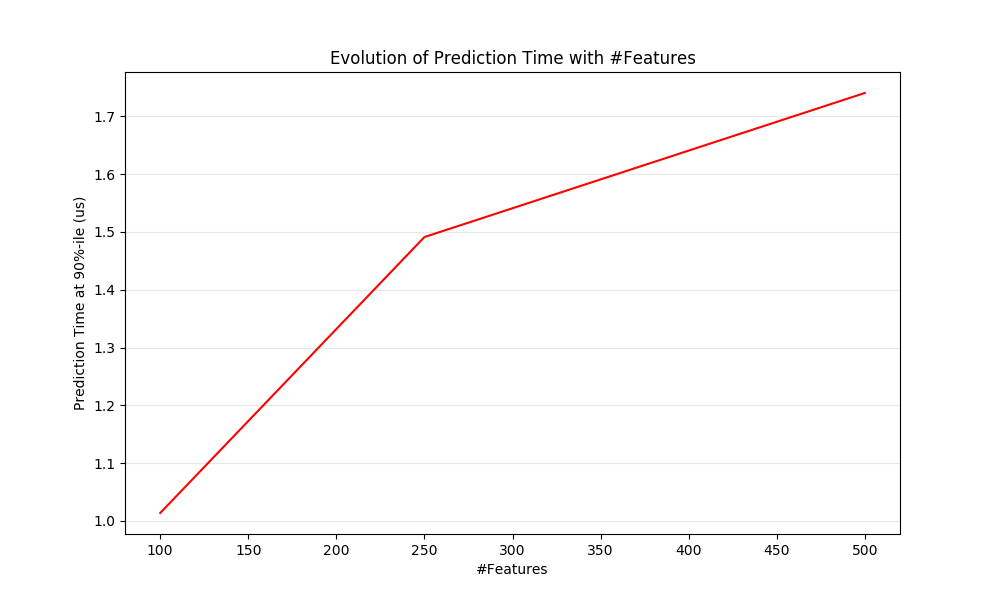 Evolution of Prediction Time with #Features
Prediction Time at 90%-ile (us)
1.7
1.6
1.5
1.4
1.3
1.2
1.1
1.0
100 150 200 250 300 350 400 450 500
#Features